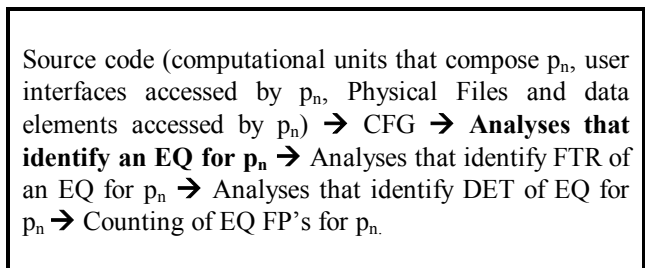 Source code (computational units that compose pn, user
interfaces accessed by pn, Physical Files and data
elements accessed by pn) → CFG → Analyses that
identify an EQ for pn → Analyses that identify FTR of
an EQ for pn → Analyses that identify DET of EQ for
pn → Counting of EQ FP's for pn.